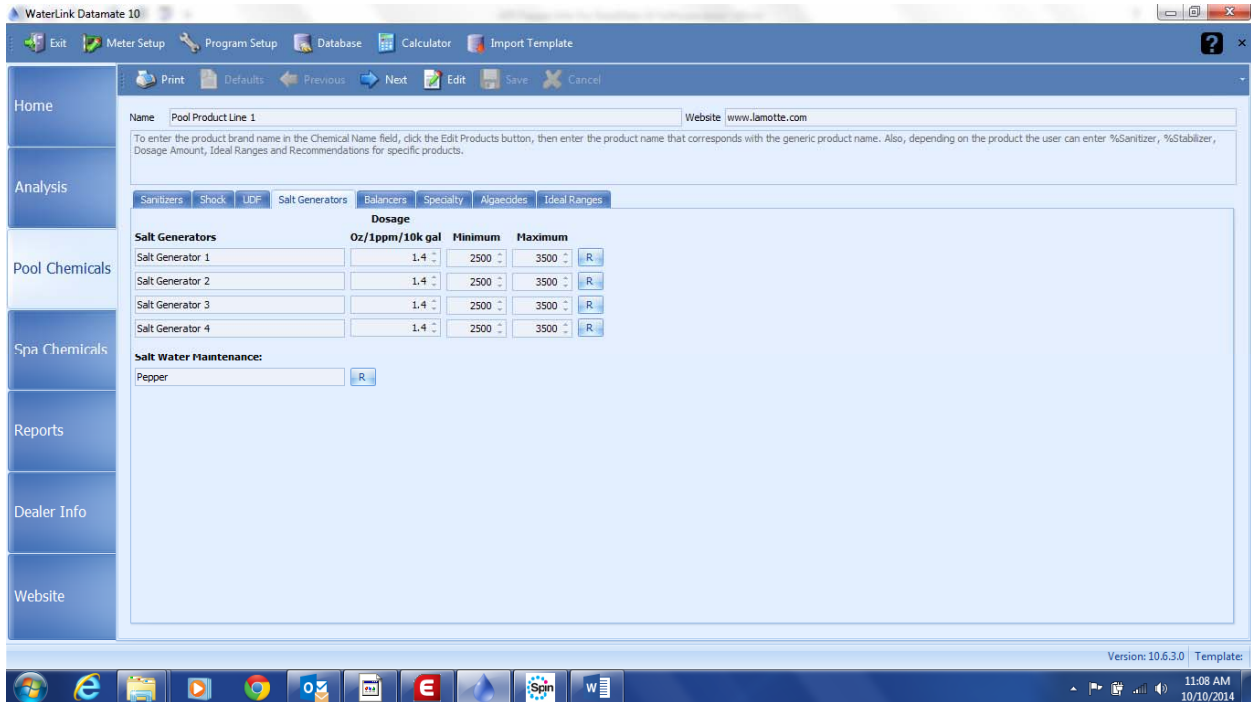 WaterLink Datamate 10
Exit Meter Setup Program Setup Database Calculator Import Template
Print Defaults Previous Next Edit Save Cancel
Home
Analysis
Pool Chemicals
Spa Chemicals
Reports
Dealer Info
Website
Name Pool Product Line 1 Website www.lamotte.com
To enter the product brand name in the Chemical Name field, click the Edit Products button, then enter the product name that corresponds with the generic product name. Also, depending on the product the user can enter %Sanitizer, %Stabilizer,
Dosage Amount, Ideal Ranges and Recommendations for specific products.
Sanitizers Shock UDF Salt Generators Balancers Specialty Algaecides Ideal Ranges
Dosage
Salt Generators Oz/1ppm/10k gal Minimum Maximum
Salt Generator 1 1.4 2500 3500 R
Salt Generator 2 1.4 2500 3500 R
Salt Generator 3 1.4 2500 3500 R
Salt Generator 4 1.4 2500 3500 R
Salt Water Maintenance:
Pepper R
Version: 10.6.3.0 Template:
Spin
11:08 AM
10/10/2014